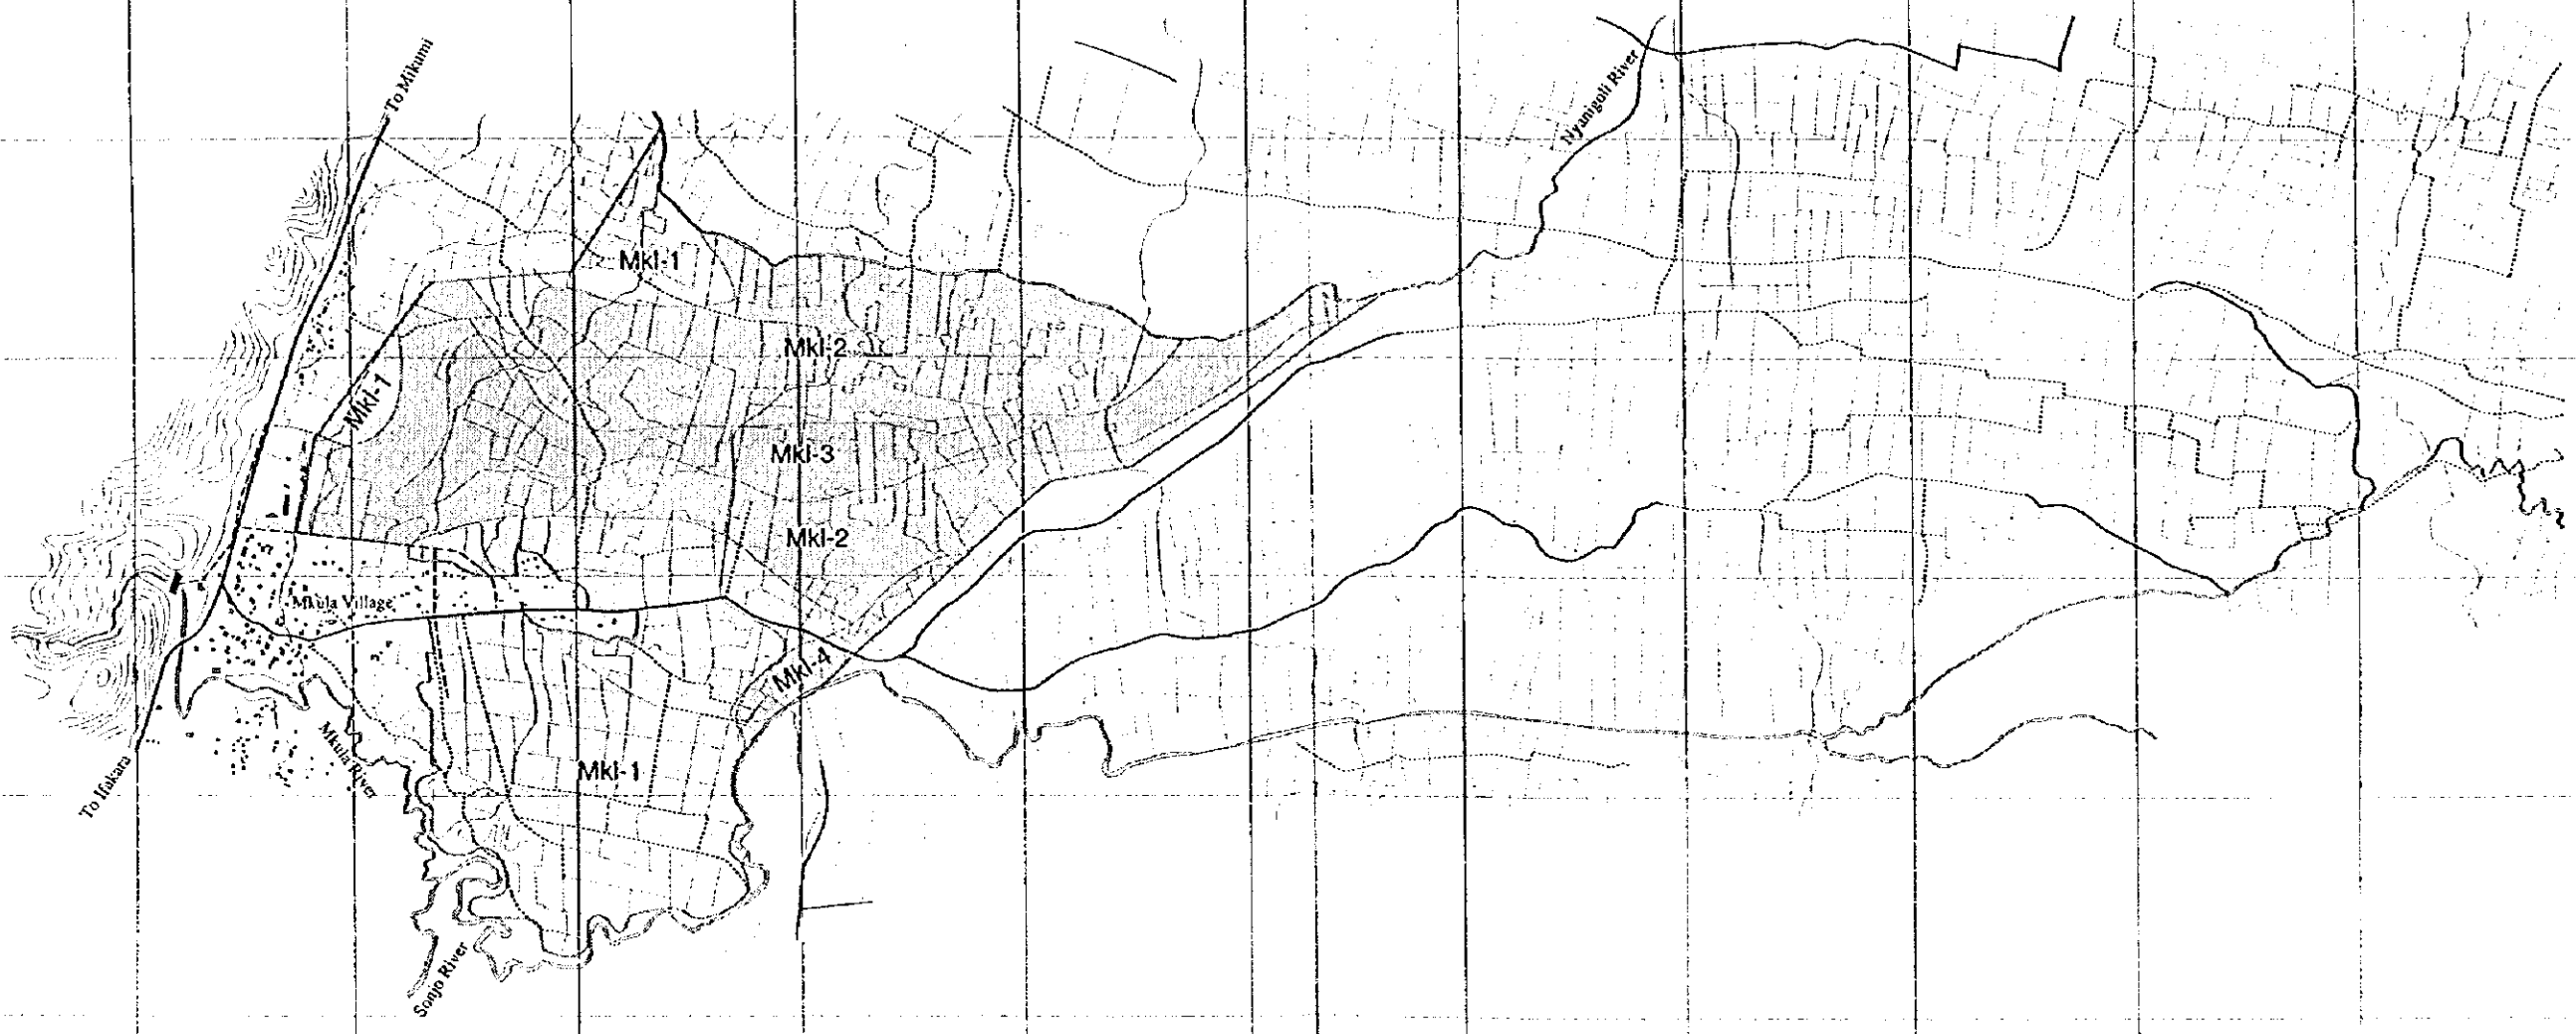 To Mikumi
Nyanigoli River
Mkl-1
Mkl-2
Mkl-1
Mkl-3
Mkl-2
Mkula Village
Mkl-4
Mkula River
Mkl-1
To Ifakara
Sonjo River